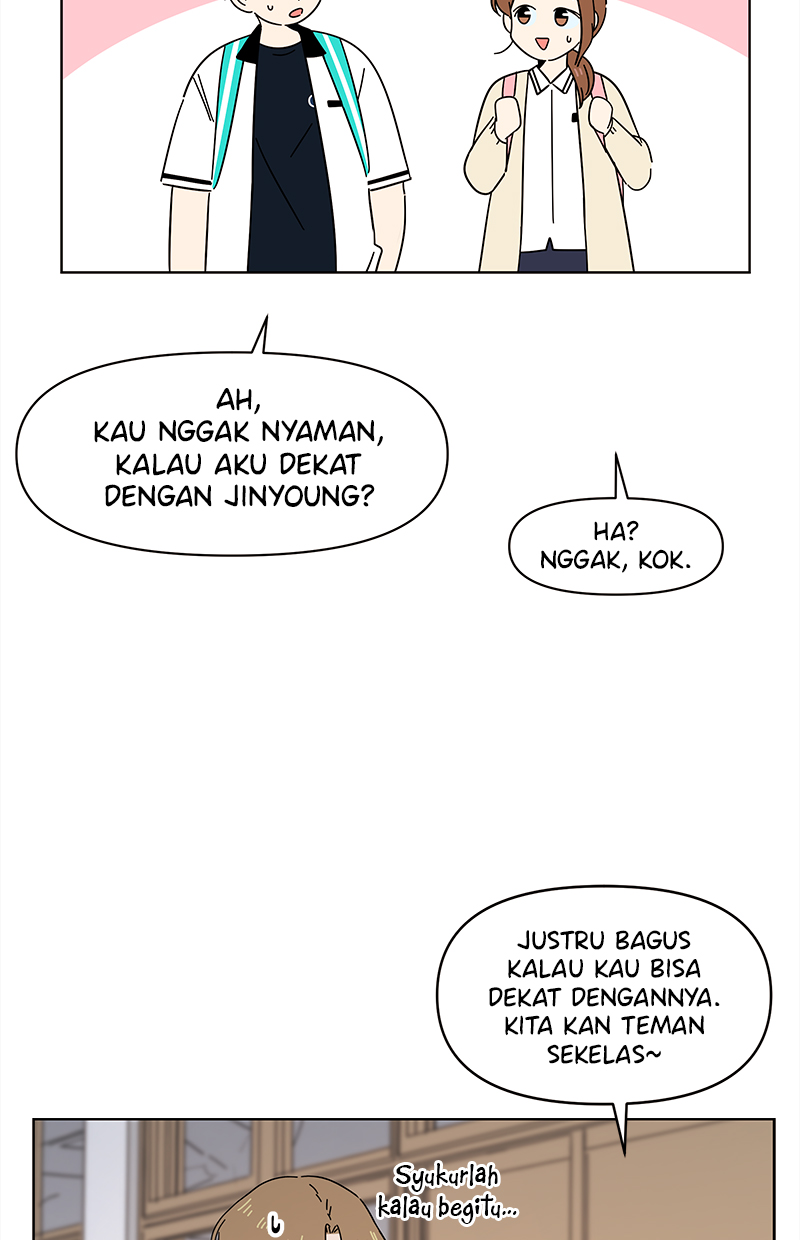 AH,
KAU NGGAK NYAMAN,
KALAU AKU DEKAT
DENGAN JINYOUNG?
HA?
NGGAK, KOK.
JUSTRU BAGUS
KALAU KAU BISA
DEKAT DENGANNYA.
KITA KAN TEMAN
SEKELAS~
Syukurlah
kalau begitu...